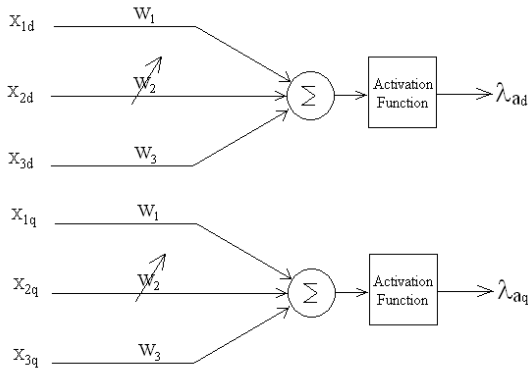 X1d W1
X2d W2 Σ Activation Function λad
X3d W3
X1q W1
X2q W2 Σ Activation Function λaq
X3q W3